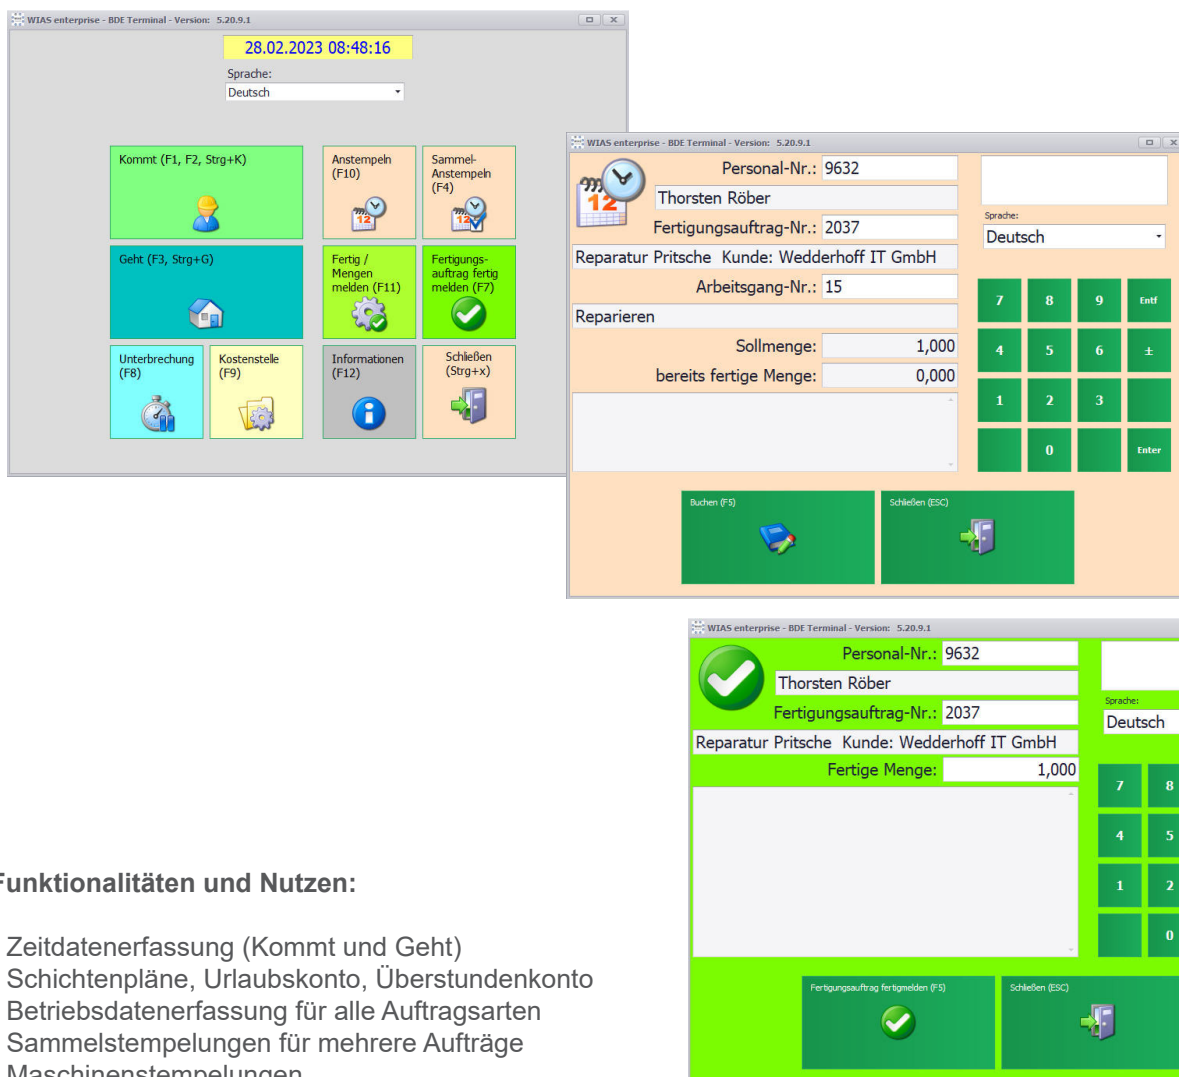 WIAS enterprise - BDE Terminal - Version: 5.20.9.1
28.02.2023 08:48:16
Sprache:
Deutsch
Kommt (F1, F2, Strg+K)
Anstempeln
(F10)
Sammel-
Anstempeln
(F4)
Geht (F3, Strg+G)
Fertig /
Mengen
melden (F11)
Fertigungs-
auftrag fertig
melden (F7)
Unterbrechung
(F8)
Kostenstelle
(F9)
Informationen
(F12)
Schließen
(Strg+x)
WIAS enterprise - BDE Terminal - Version: 5.20.9.1
Personal-Nr.: 9632
Thorsten Röber
Fertigungsauftrag-Nr.: 2037
Reparatur Pritsche Kunde: Wedderhoff IT GmbH
Arbeitsgang-Nr.: 15
Reparieren
Sollmenge: 1,000
bereits fertige Menge: 0,000
Sprache:
Deutsch
7 8 9 Entf
4 5 6 ±
1 2 3
0 Enter
Buchen (F5)
Schließen (ESC)
WIAS enterprise - BDE Terminal - Version: 5.20.9.1
Personal-Nr.: 9632
Thorsten Röber
Fertigungsauftrag-Nr.: 2037
Reparatur Pritsche Kunde: Wedderhoff IT GmbH
Fertige Menge: 1,000
Sprache:
Deutsch
7 8
4 5
1 2
0
Fertigungsauftrag fertigmelden (F5)
Schließen (ESC)
Funktionalitäten und Nutzen:
Zeitdatenerfassung (Kommt und Geht)
Schichtenpläne, Urlaubskonto, Überstundenkonto
Betriebsdatenerfassung für alle Auftragsarten
Sammelstempelungen für mehrere Aufträge
Maschinenstempelungen